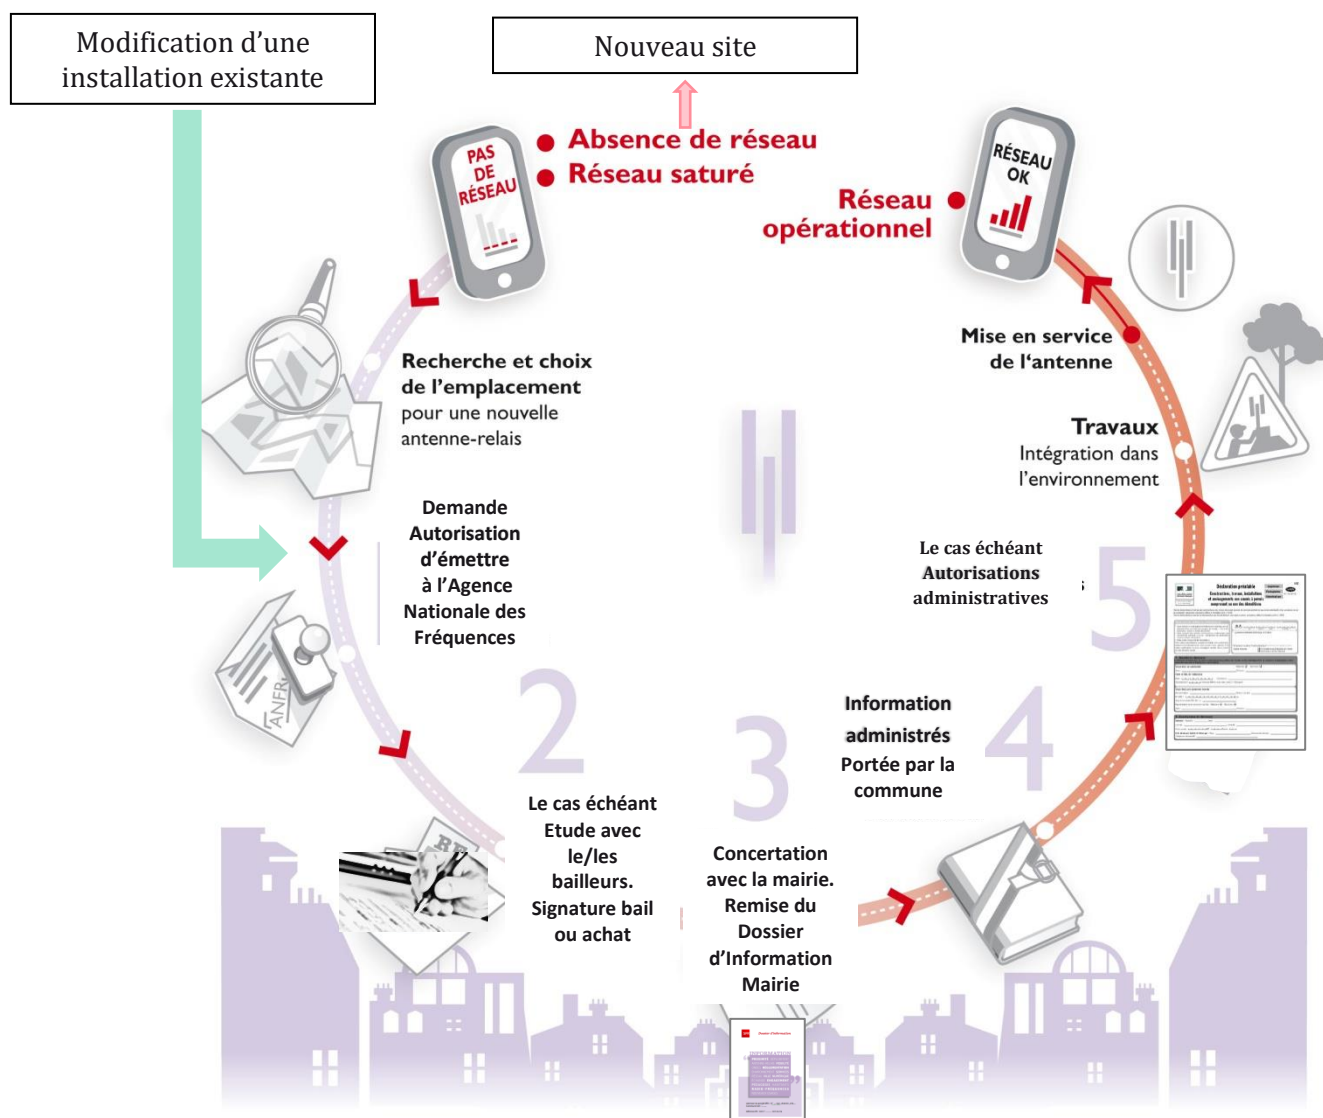 Modification d’une
installation existante
Nouveau site
Absence de réseau
Réseau saturé
PAS
DE
RÉSEAU
RÉSEAU
OK
Réseau
opérationnel
Recherche et choix
de l’emplacement
pour une nouvelle
antenne-relais
Mise en service
de l‘antenne
Travaux
Intégration dans
l’environnement
Demande
Autorisation
d’émettre
à l’Agence
Nationale des
Fréquences
ANFR
Le cas échéant
Autorisations
administratives
5
Déclaration préalable
2
Le cas échéant
Etude avec
le/les
bailleurs.
Signature bail
ou achat
3
Concertation
avec la mairie.
Remise du
Dossier
d’Information
Mairie
4
Information
administrés
Portée par la
commune
Dossier d’Information